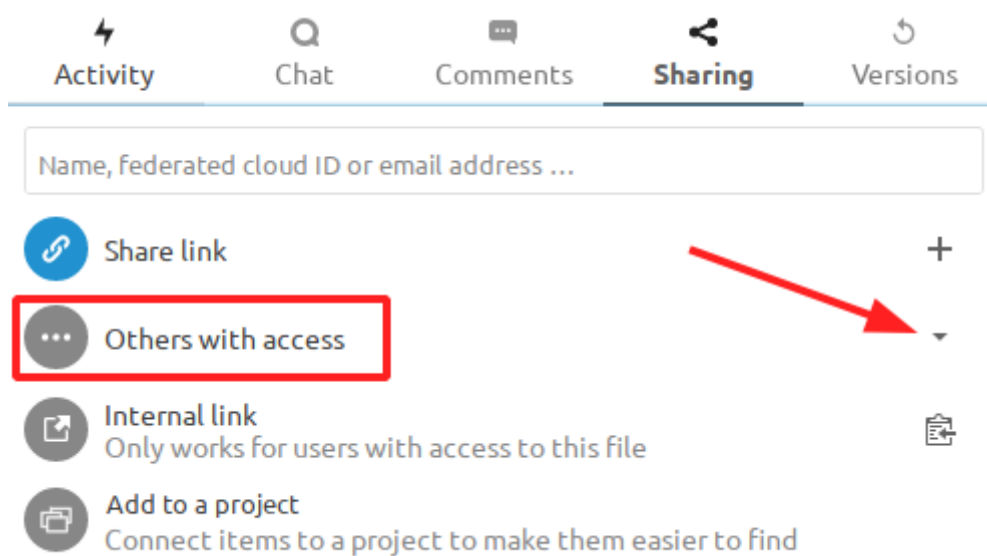 Activity Chat Comments Sharing Versions
Name, federated cloud ID or email address ...
Share link
Others with access
Internal link
Only works for users with access to this file
Add to a project
Connect items to a project to make them easier to find